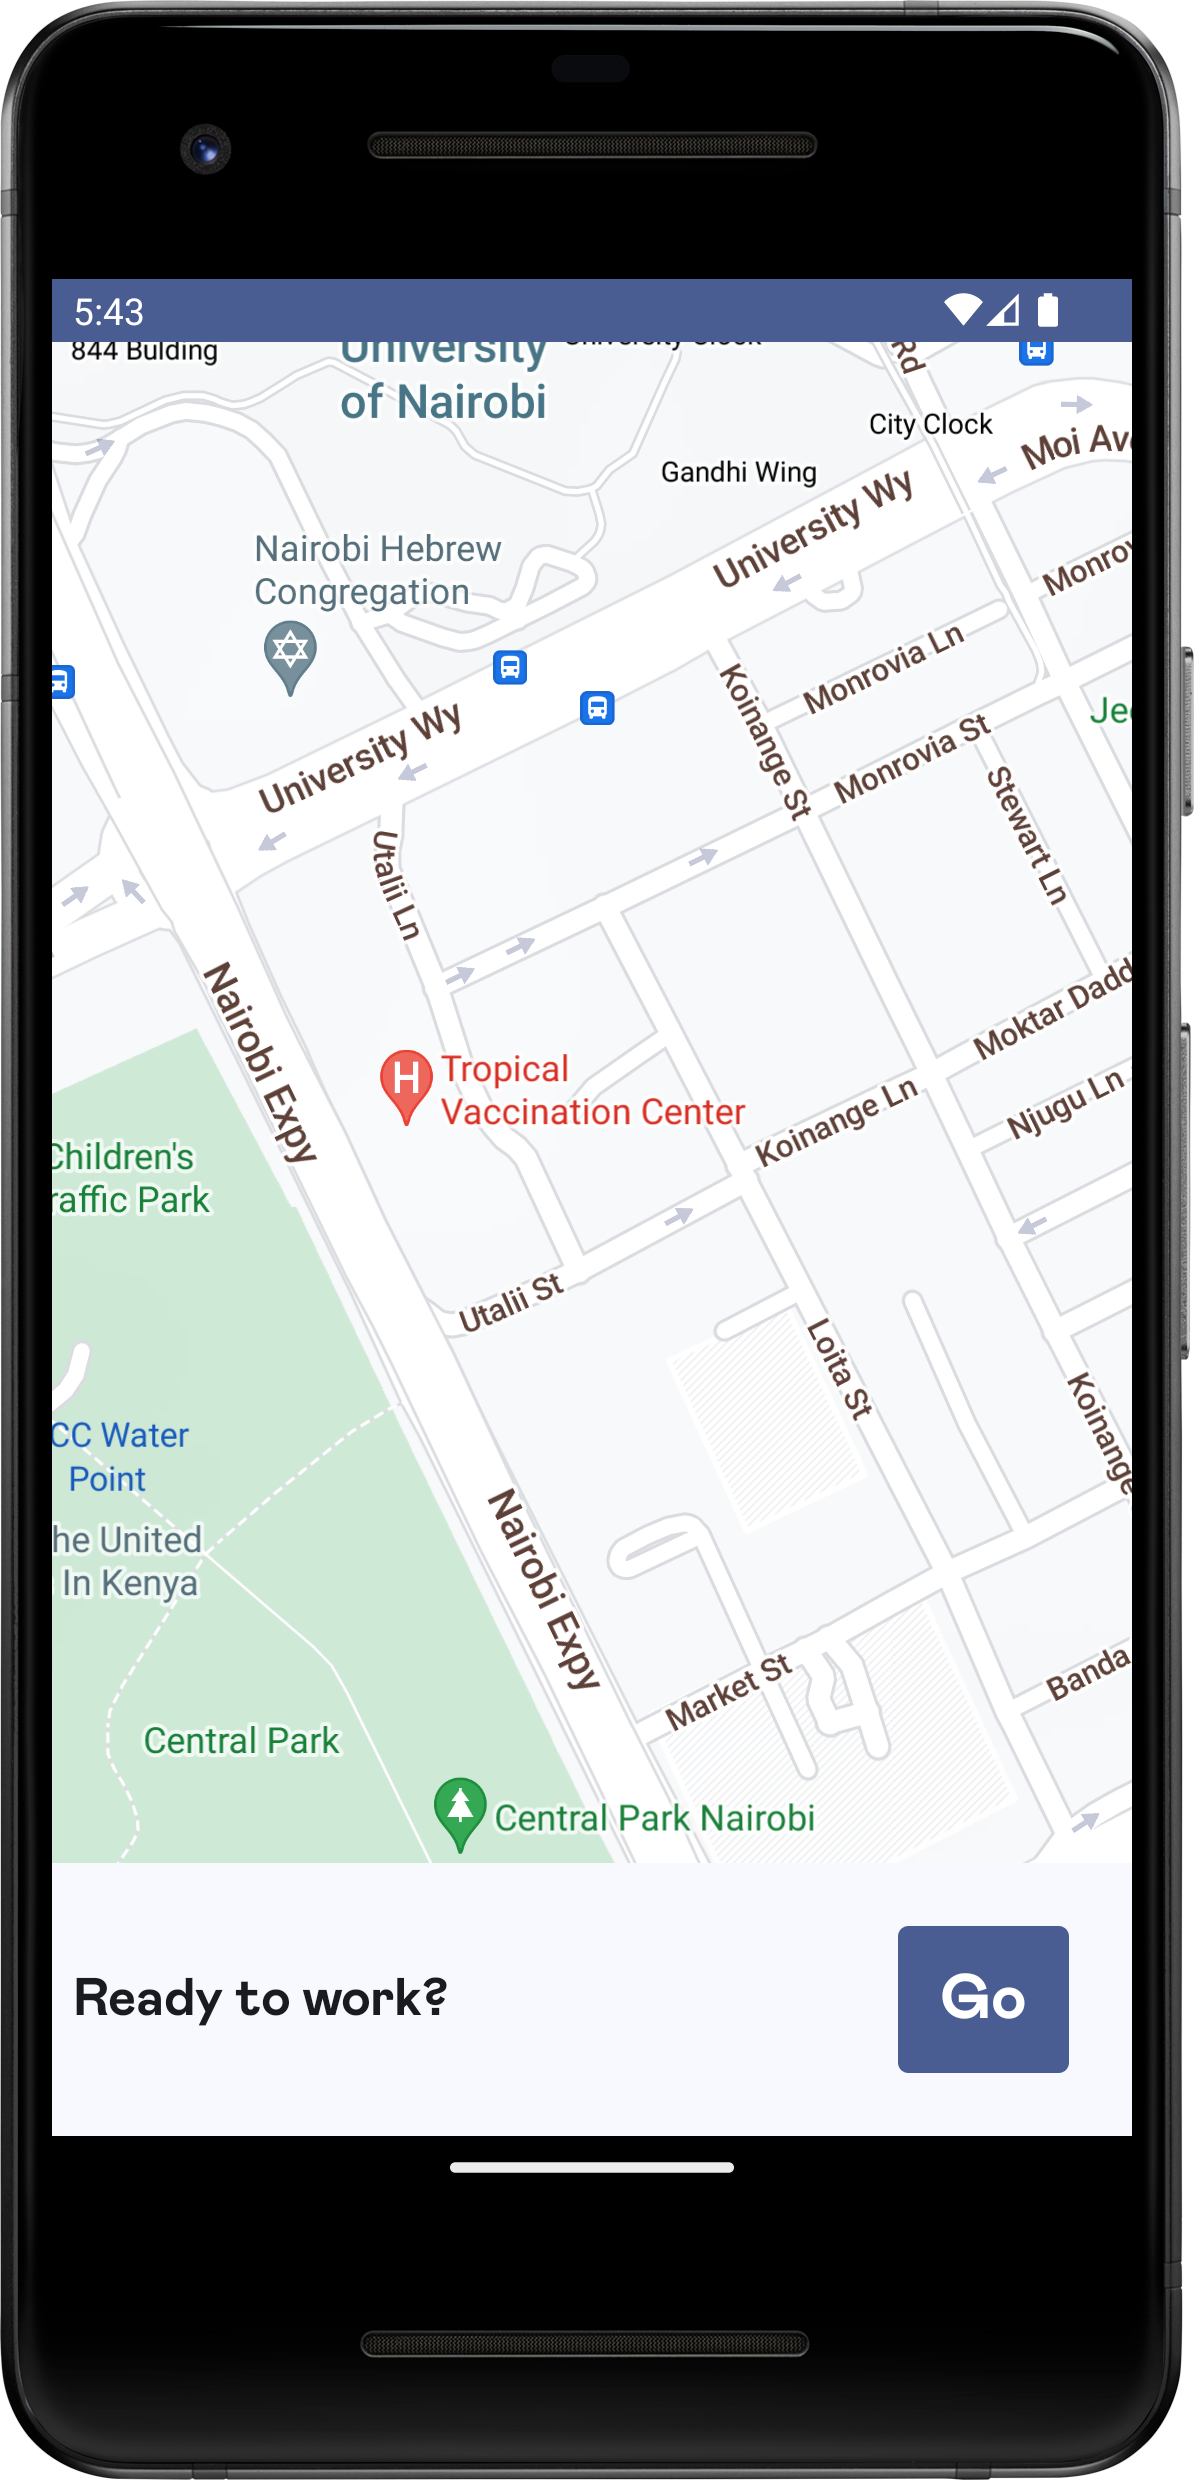 5:43
844 Bulding
University
of Nairobi
University Clock
Rd
City Clock
Moi Av
Gandhi Wing
University Wy
Monrov
Nairobi Hebrew
Congregation
Monrovia Ln
Koinange St
Je
University Wy
Monrovia St
Stewart Ln
Utalii Ln
Nairobi Expy
Moktar Dadd
Tropical
Vaccination Center
Koinange Ln
Njugu Ln
Children's
raffic Park
Utalii St
Loita St
Koinange
CC Water
Point
he United
In Kenya
Nairobi Expy
Market St
Banda
Central Park
Central Park Nairobi
Ready to work?
Go